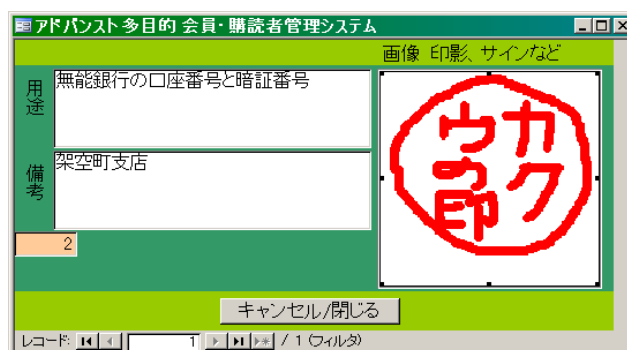 アドバンスト多目的 会員・購読者管理システム
画像 印影、サインなど
用途
無能銀行の口座番号と暗証番号
備考
架空町支店
2
カク
ウの印
キャンセル/閉じる
レコード: 1 / 1 (フィルタ)